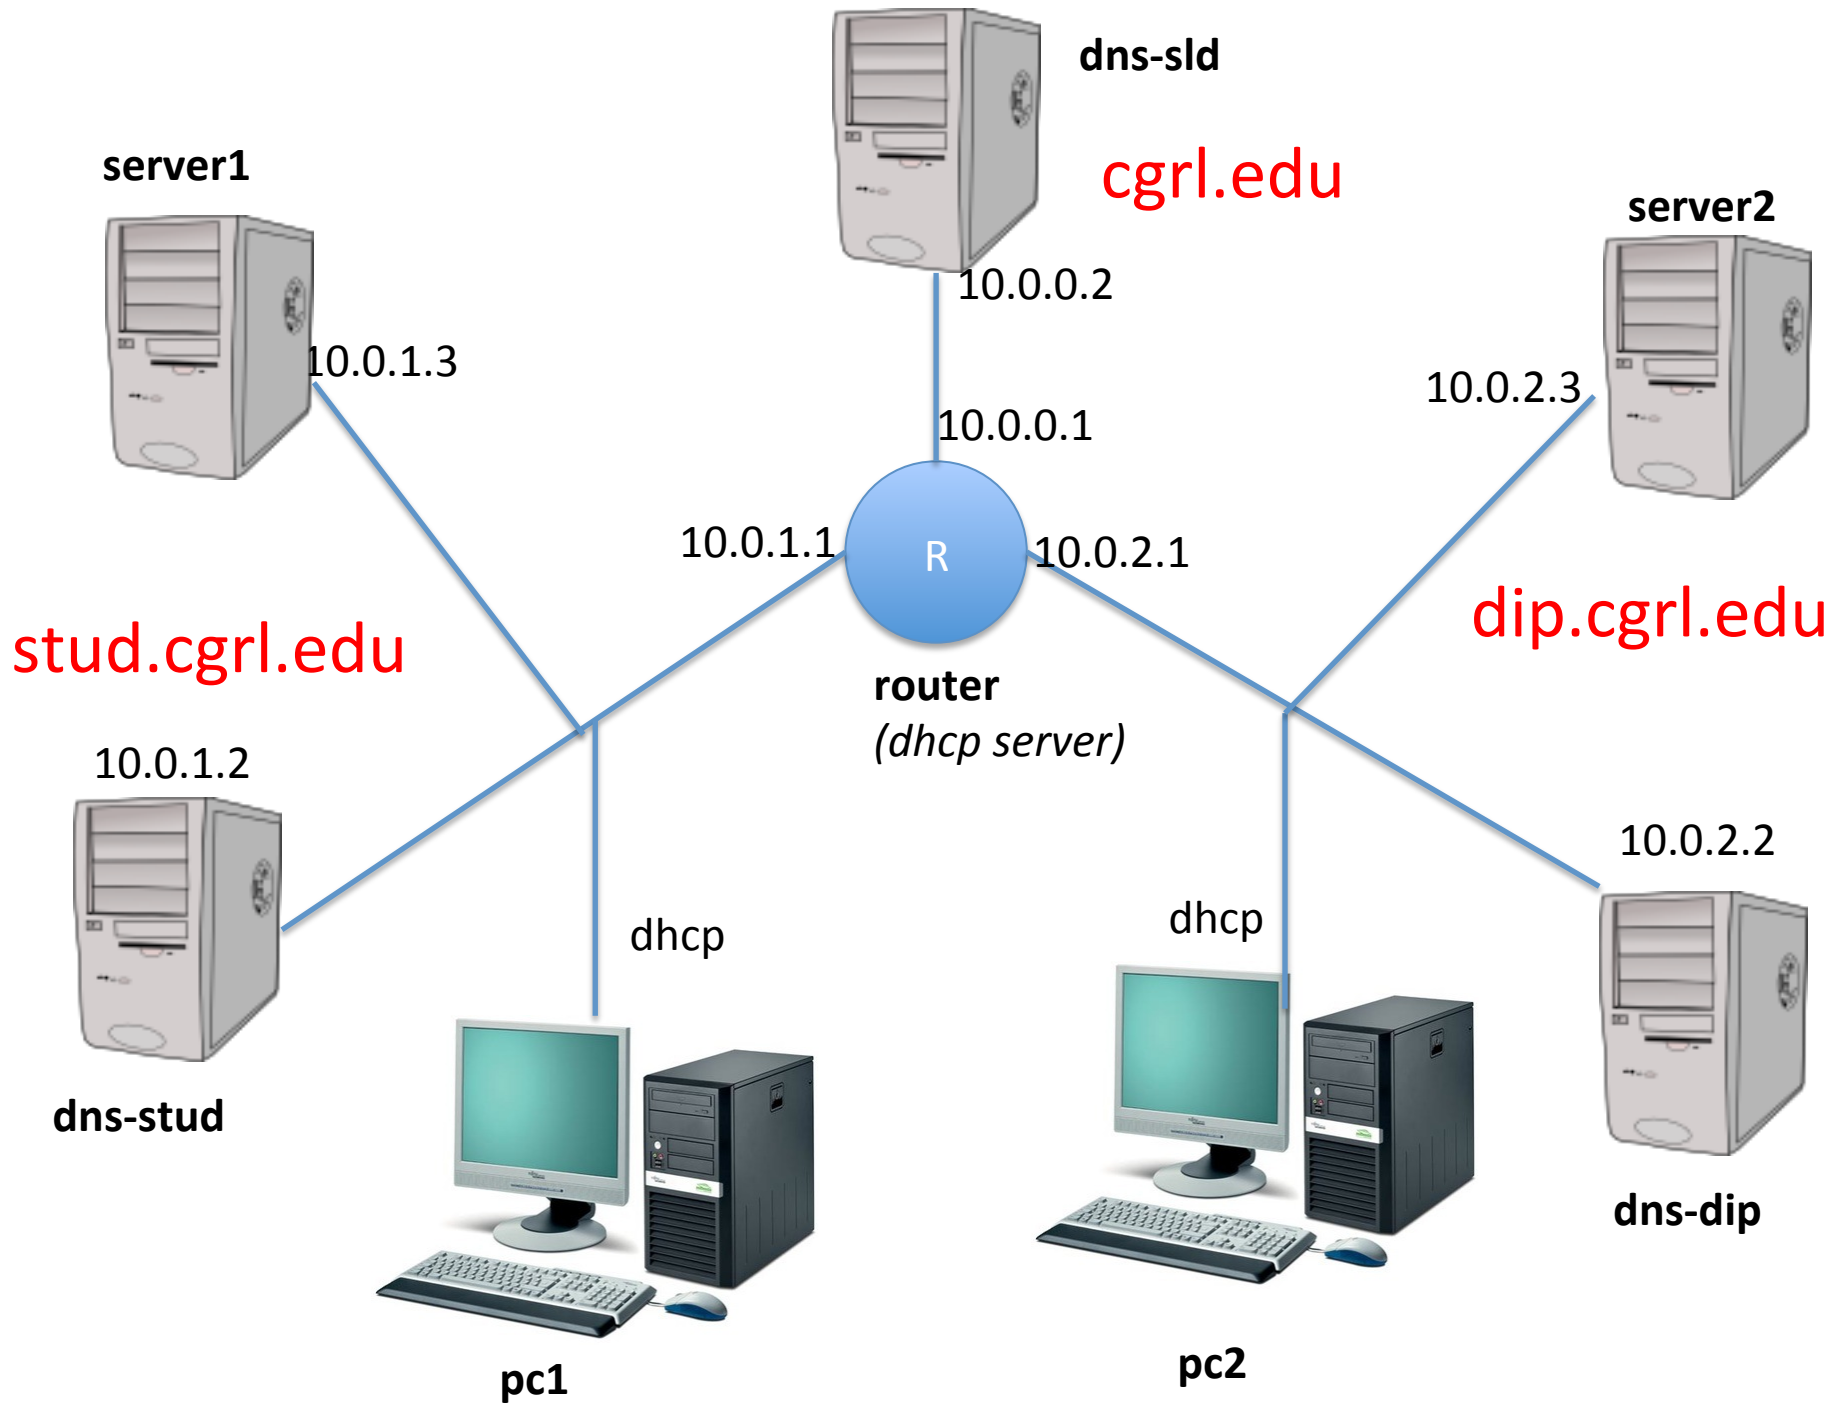 dns-sld
cgrl.edu
server1
server2
10.0.0.2
10.0.1.3
10.0.2.3
10.0.0.1
10.0.1.1
R
10.0.2.1
stud.cgrl.edu
dip.cgrl.edu
router
(dhcp server)
10.0.1.2
10.0.2.2
dhcp
dhcp
dns-stud
dns-dip
pc1
pc2